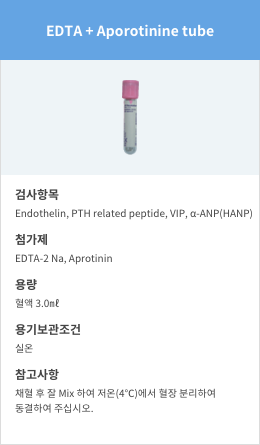 EDTA + Aporotinine tube
검사항목
Endothelin, PTH related peptide, VIP, α-ANP(HANP)
첨가제
EDTA-2 Na, Aprotinin
용량
혈액 3.0㎖
용기보관조건
실온
참고사항
채혈 후 잘 Mix 하여 저온(4℃)에서 혈장 분리하여
동결하여 주십시오.